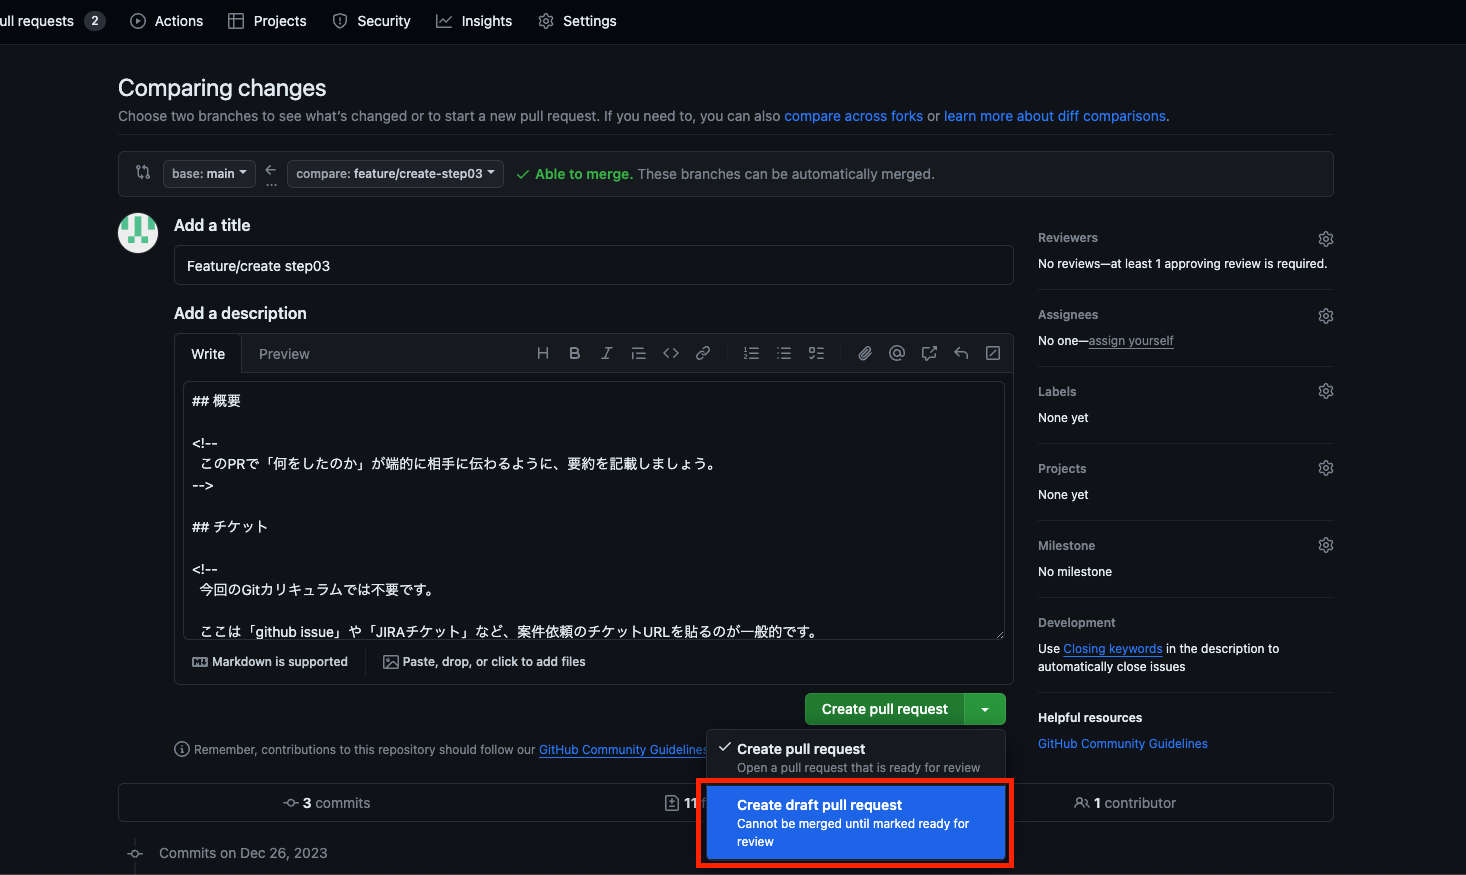 ull requests 2 Actions Projects Security Insights Settings
Comparing changes
Choose two branches to see what's changed or to start a new pull request. If you need to, you can also compare across forks or learn more about diff comparisons.
base: main compare: feature/create-step03 Able to merge. These branches can be automatically merged.
Add a title
Feature/create step03
Add a description
Write Preview
## 概要
<!--
このPRで「何をしたのか」が端的に相手に伝わるように、要約を記載しましょう。
-->
## チケット
<!--
今回のGitカリキュラムでは不要です。
ここは「github issue」や「JIRAチケット」など、案件依頼のチケットURLを貼るのが一般的です。
Markdown is supported Paste, drop, or click to add files
Create pull request
Create pull request
Open a pull request that is ready for review
Create draft pull request
Cannot be merged until marked ready for
review
Remember, contributions to this repository should follow our GitHub Community Guidelines
3 commits 11 f 1 contributor
Commits on Dec 26, 2023
Reviewers
No reviews—at least 1 approving review is required.
Assignees
No one—assign yourself
Labels
None yet
Projects
None yet
Milestone
No milestone
Development
Use Closing keywords in the description to
automatically close issues
Helpful resources
GitHub Community Guidelines